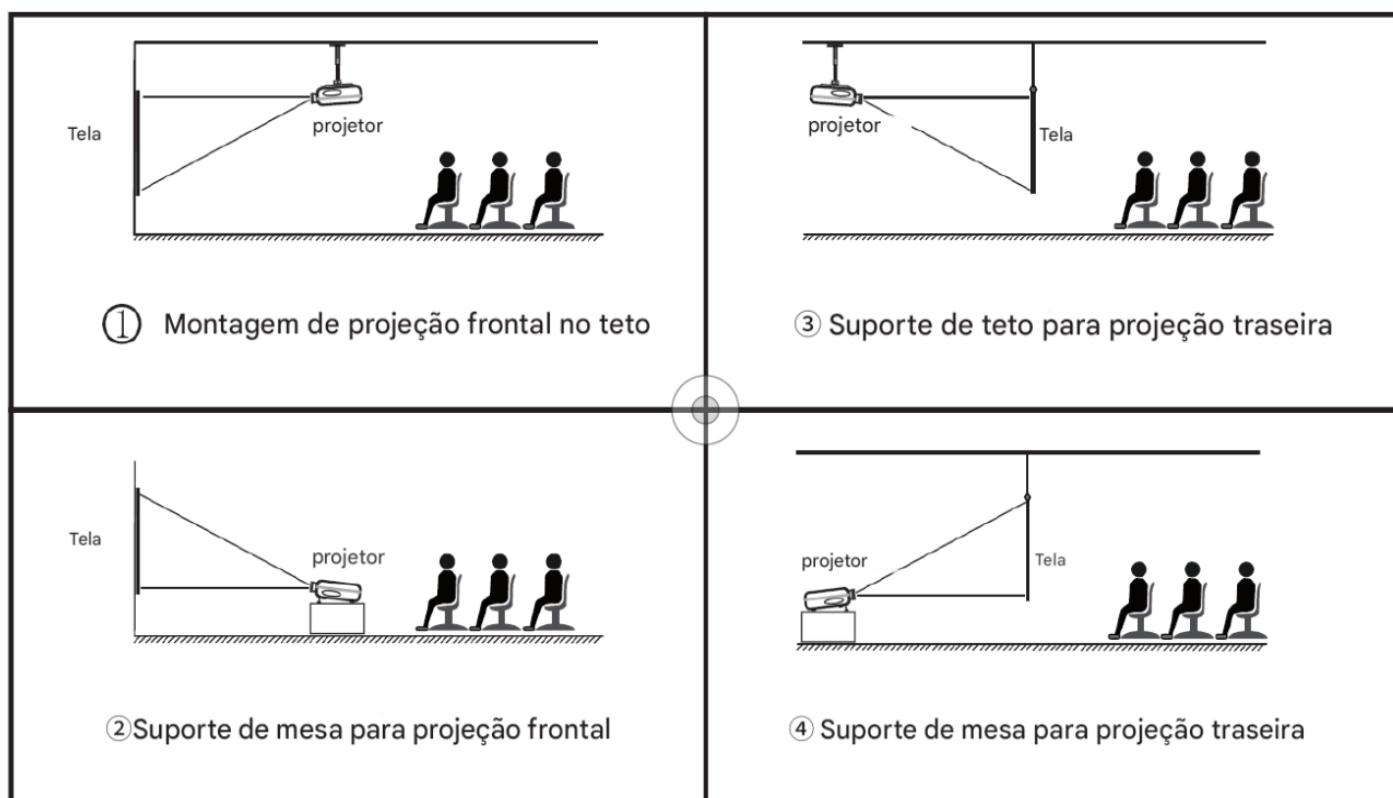 Tela
projetor
① Montagem de projeção frontal no teto
projetor
Tela
③ Suporte de teto para projeção traseira
Tela
projetor
②Suporte de mesa para projeção frontal
projetor
Tela
④ Suporte de mesa para projeção traseira